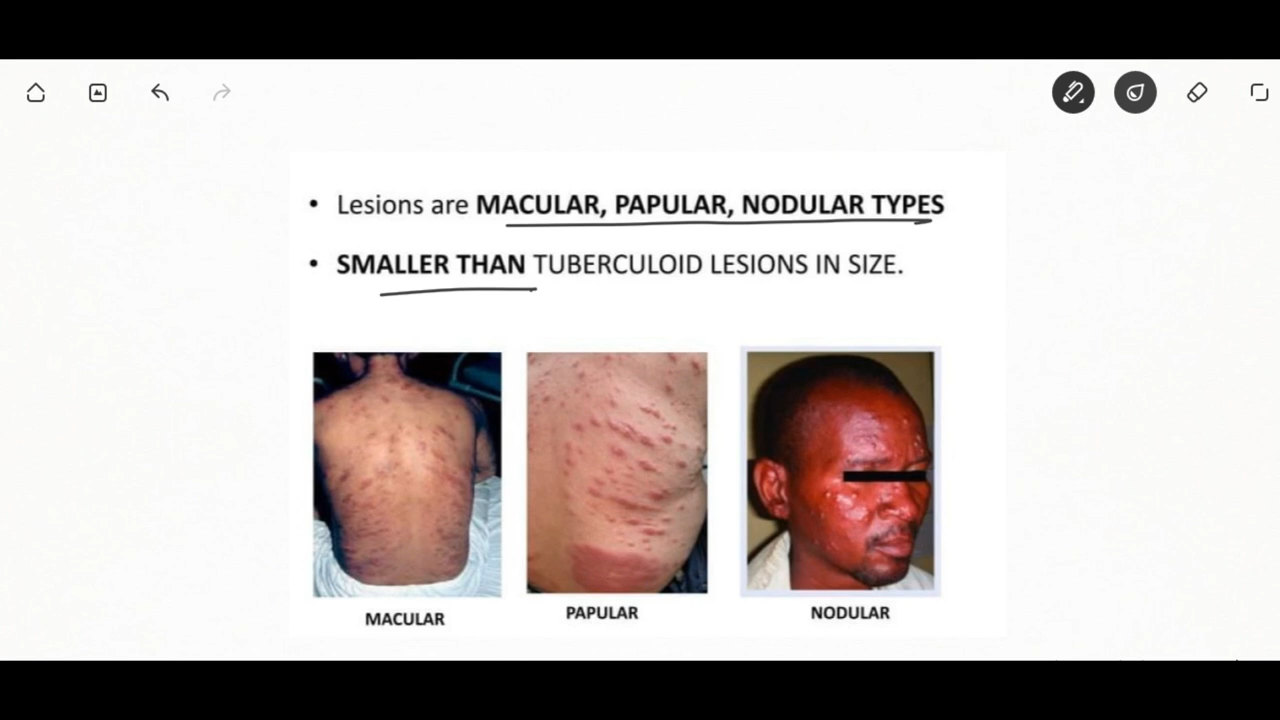 • Lesions are MACULAR, PAPULAR, NODULAR TYPES
• SMALLER THAN TUBERCULOID LESIONS IN SIZE.
MACULAR
PAPULAR
NODULAR